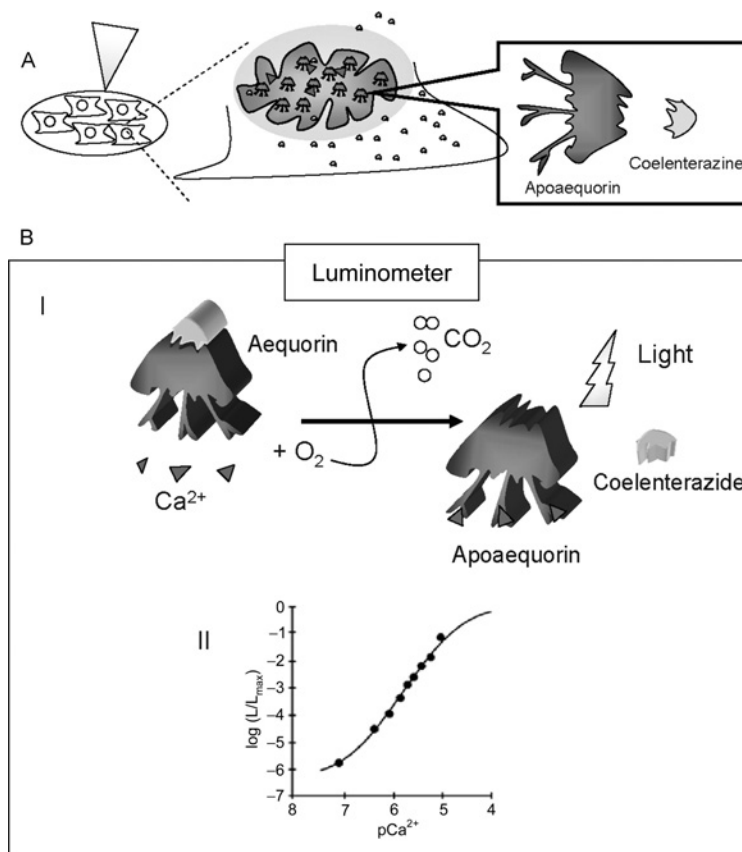 A
Coelenterazine
Apoaequorin
B
Luminometer
I
Aequorin
CO₂
Light
+ O₂
Ca²⁺
Coelenterazide
Apoaequorin
II
log (L/Lmax)
0
–1
–2
–3
–4
–5
–6
–7
8 7 6 5 4
pCa²⁺